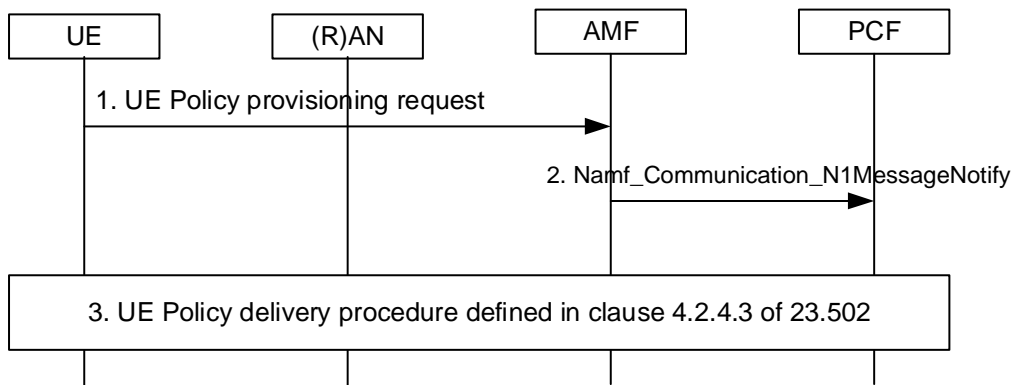 UE
(R)AN
AMF
PCF
1. UE Policy provisioning request
2. Namf_Communication_N1MessageNotify
3. UE Policy delivery procedure defined in clause 4.2.4.3 of 23.502